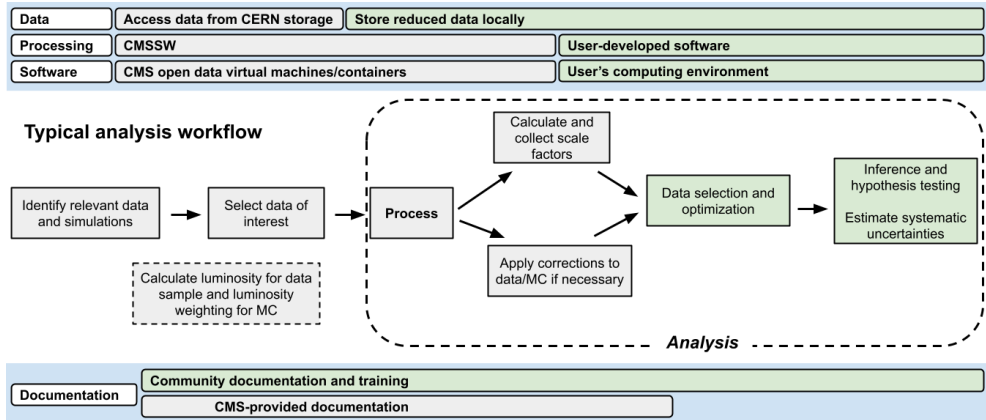 Data
Access data from CERN storage
Store reduced data locally
Processing
CMSSW
User-developed software
Software
CMS open data virtual machines/containers
User's computing environment
Typical analysis workflow
Identify relevant data
and simulations
Select data of
interest
Calculate luminosity for data
sample and luminosity
weighting for MC
Process
Calculate and
collect scale
factors
Apply corrections to
data/MC if necessary
Data selection and
optimization
Inference and
hypothesis testing
Estimate systematic
uncertainties
Analysis
Documentation
Community documentation and training
CMS-provided documentation